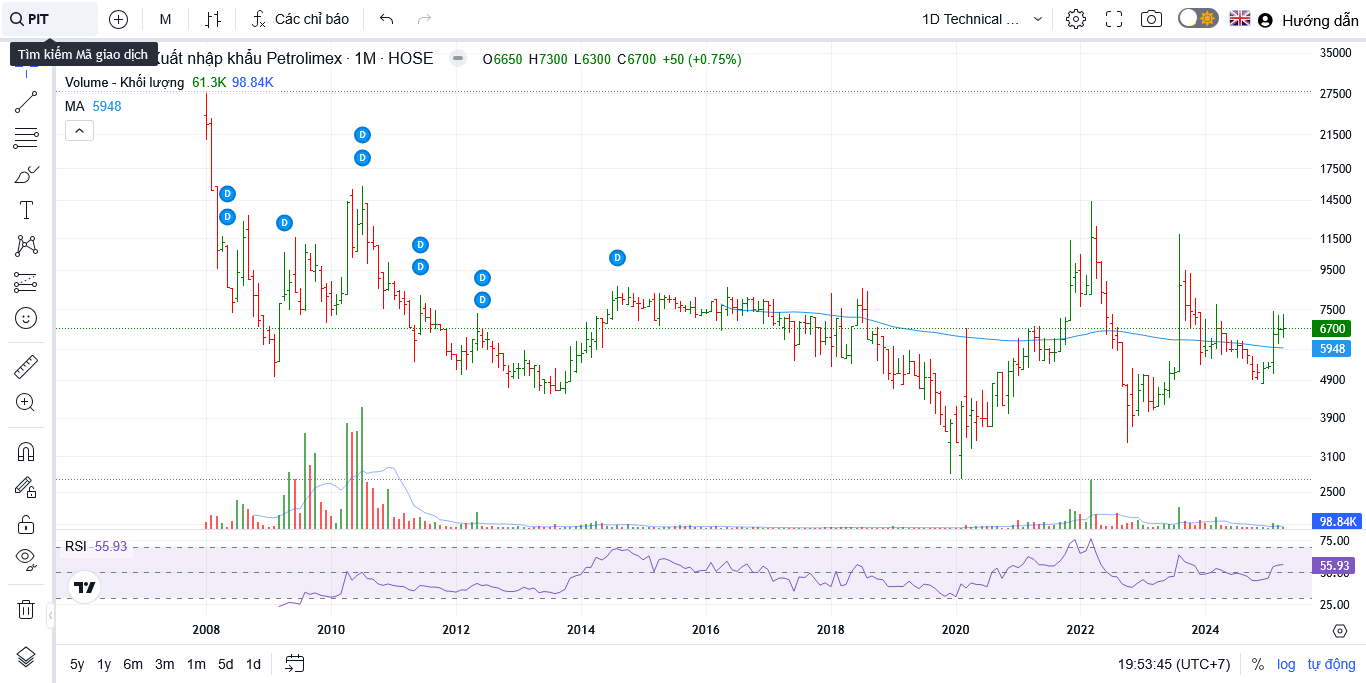 PIT M Các chỉ báo 1D Technical ... Hướng dẫn
Tìm kiếm Mã giao dịch
Xuất nhập khẩu Petrolimex · 1M · HOSE O6650 H7300 L6300 C6700 +50 (+0.75%)
Volume - Khối lượng 61.3K 98.84K
MA 5948
D
D
D
D
D
D
D
D
D
D
35000
27500
21500
17500
14500
11500
9500
7500
6700
5948
4900
3900
3100
2500
98.84K
RSI 55.93
75.00
55.93
50.00
25.00
2008 2010 2012 2014 2016 2018 2020 2022 2024
5y 1y 6m 3m 1m 5d 1d 19:53:45 (UTC+7) % log tự động